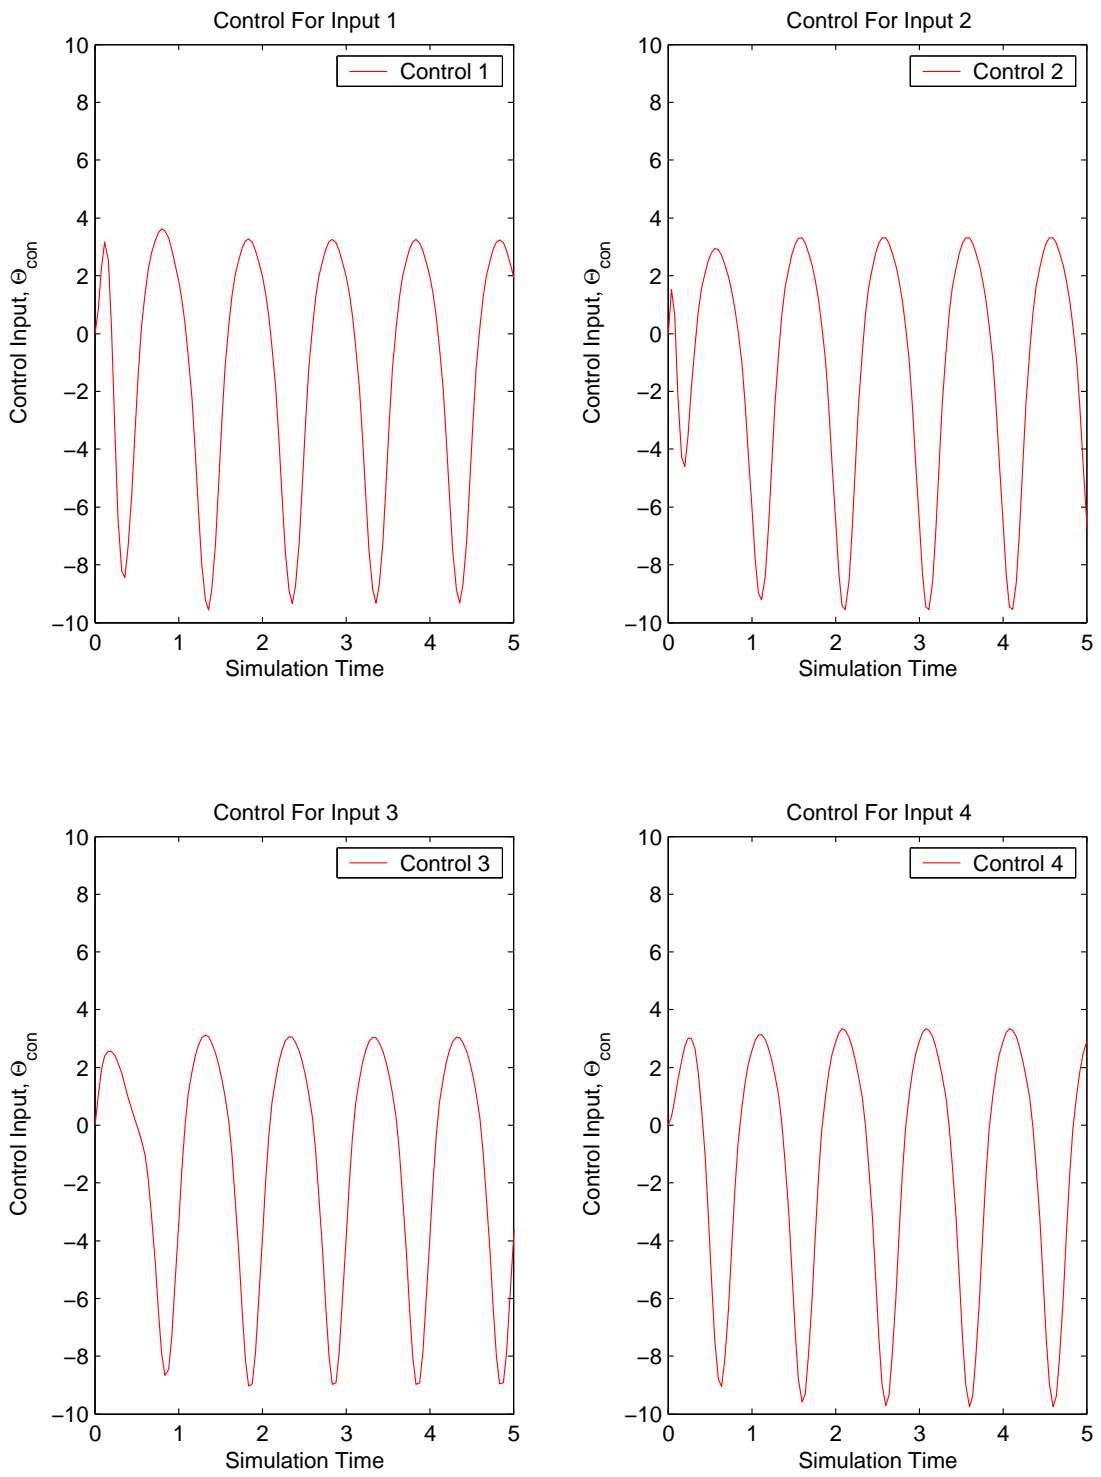 Control For Input 1
Control 1
10
8
6
4
2
0
−2
−4
−6
−8
−10
Control Input, Θcon
0 1 2 3 4 5
Simulation Time
Control For Input 2
Control 2
10
8
6
4
2
0
−2
−4
−6
−8
−10
Control Input, Θcon
0 1 2 3 4 5
Simulation Time
Control For Input 3
Control 3
10
8
6
4
2
0
−2
−4
−6
−8
−10
Control Input, Θcon
0 1 2 3 4 5
Simulation Time
Control For Input 4
Control 4
10
8
6
4
2
0
−2
−4
−6
−8
−10
Control Input, Θcon
0 1 2 3 4 5
Simulation Time